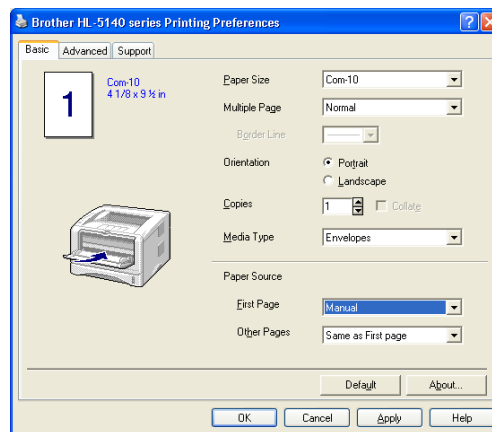 Brother HL-5140 series Printing Preferences
Basic Advanced Support
1
Com-10
4 1/8 x 9 ½ in
Paper Size Com-10
Multiple Page Normal
Border Line
Orientation Portrait
Landscape
Copies 1 Collate
Media Type Envelopes
Paper Source
First Page Manual
Other Pages Same as First page
Default About...
OK Cancel Apply Help